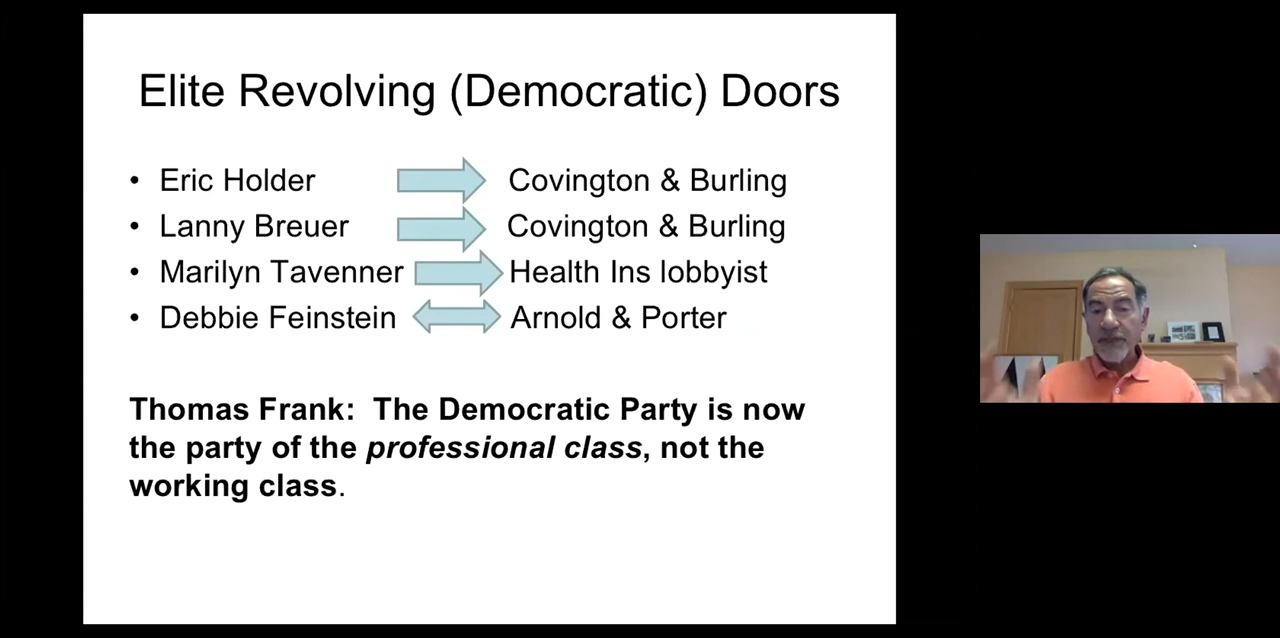 Elite Revolving (Democratic) Doors
• Eric Holder Covington & Burling
• Lanny Breuer Covington & Burling
• Marilyn Tavenner Health Ins lobbyist
• Debbie Feinstein Arnold & Porter
Thomas Frank: The Democratic Party is now
the party of the professional class, not the
working class.